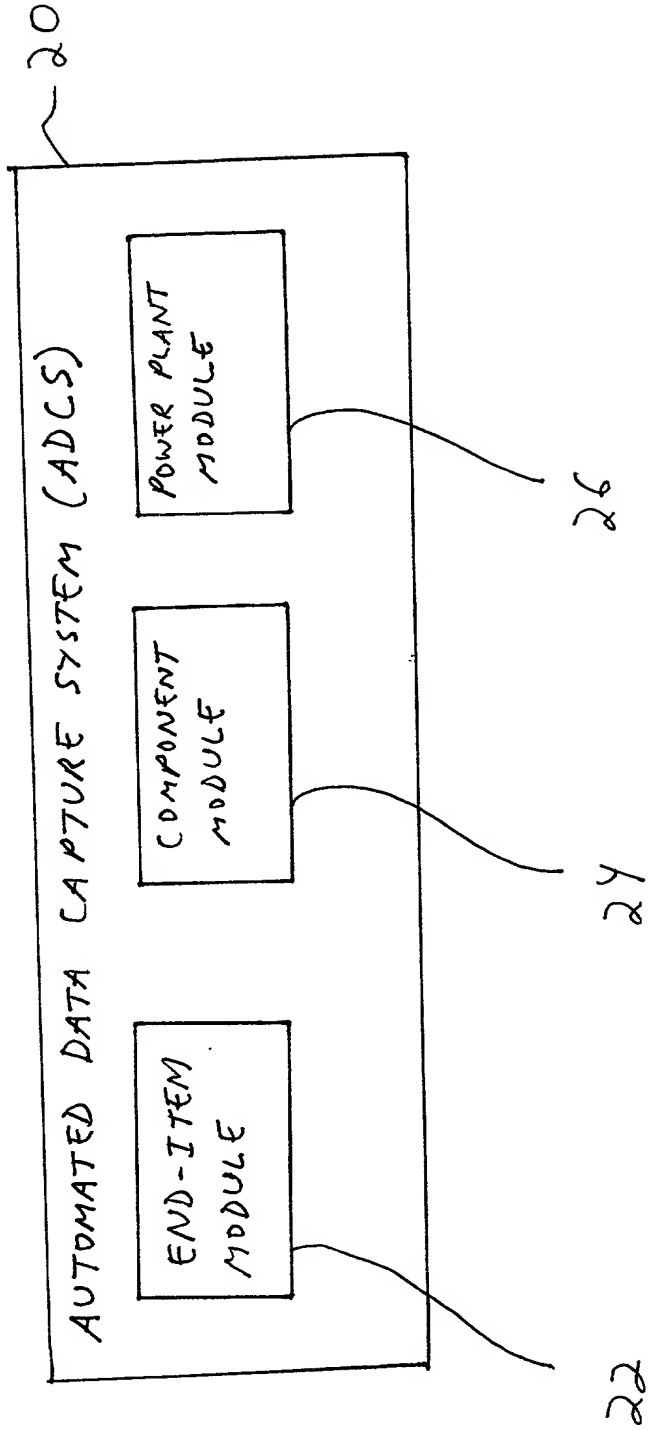 20
AUTOMATED DATA CAPTURE SYSTEM (ADCS)
END-ITEM
MODULE
COMPONENT
MODULE
POWER PLANT
MODULE
22
24
26